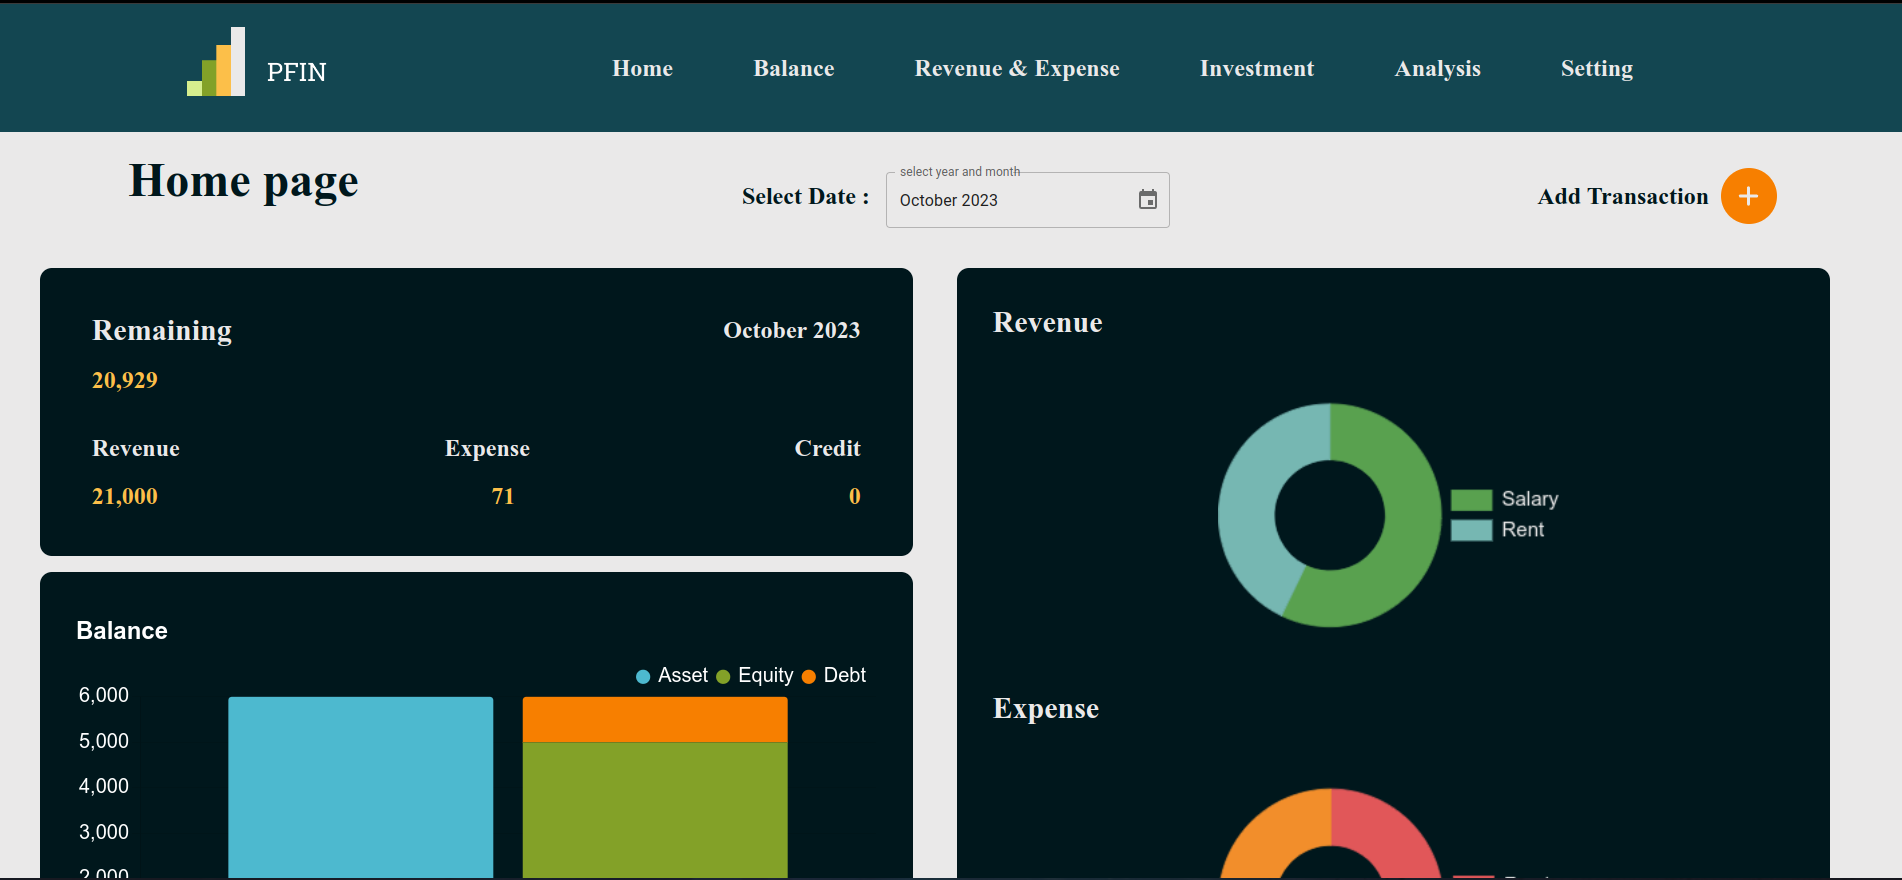 PFIN
Home Balance Revenue & Expense Investment Analysis Setting
Home page
select year and month
Select Date : October 2023
Add Transaction +
Remaining October 2023
20,929
Revenue Expense Credit
21,000 71 0
Revenue
Salary
Rent
Balance
Asset Equity Debt
6,000
5,000
4,000
3,000
2,000
Expense